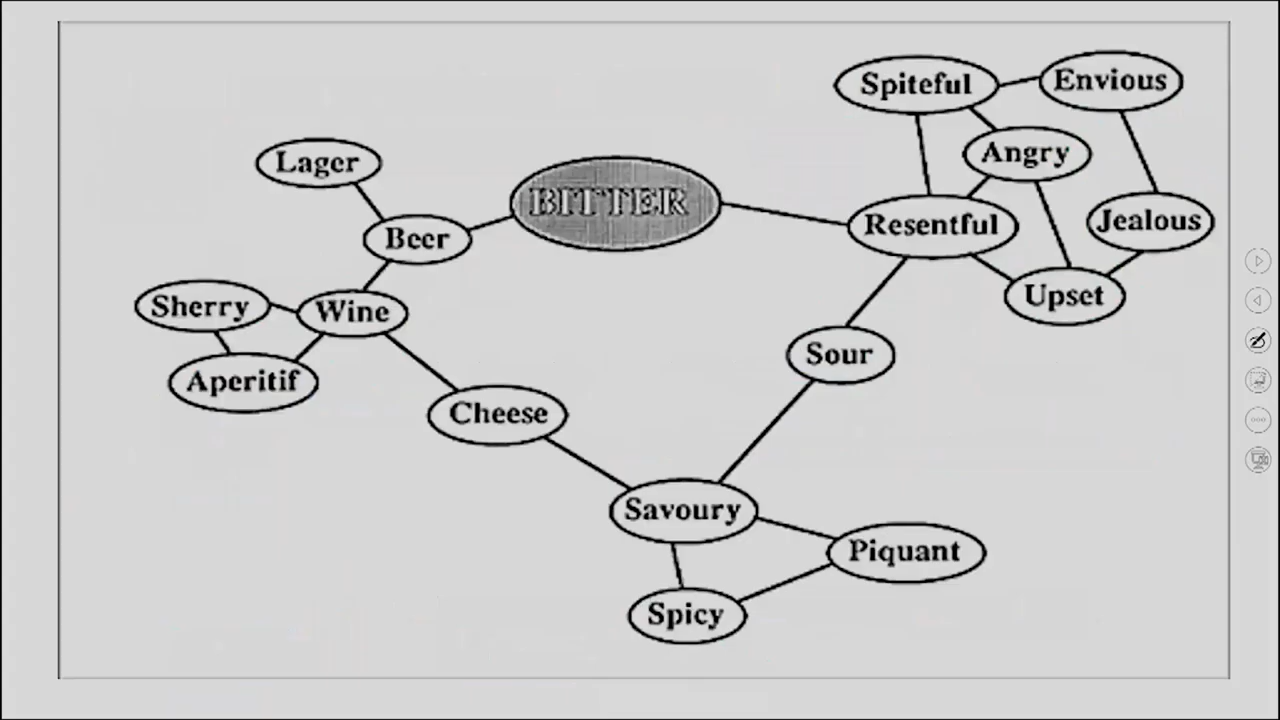 Spiteful
Envious
Angry
Lager
BITTER
Resentful
Jealous
Beer
Sherry
Wine
Upset
Sour
Aperitif
Cheese
Savoury
Piquant
Spicy